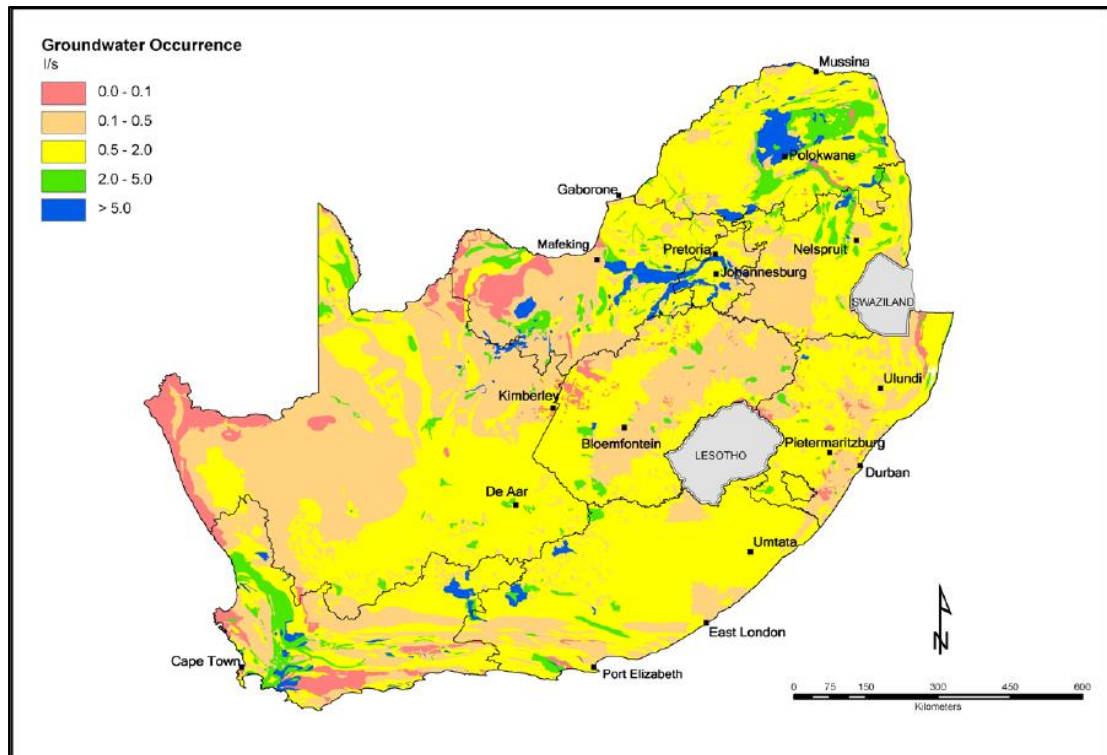 Groundwater Occurrence
l/s
0.0 - 0.1
0.1 - 0.5
0.5 - 2.0
2.0 - 5.0
> 5.0
Mussina
Polokwane
Gaborone
Mafeking
Pretoria
Nelspruit
Johannesburg
SWAZILAND
Kimberley
Ulundi
Bloemfontein
LESOTHO
Pietermaritzburg
Durban
De Aar
Umtata
East London
Cape Town
Port Elizabeth
N
0 75 150 300 450 600
Kilometers